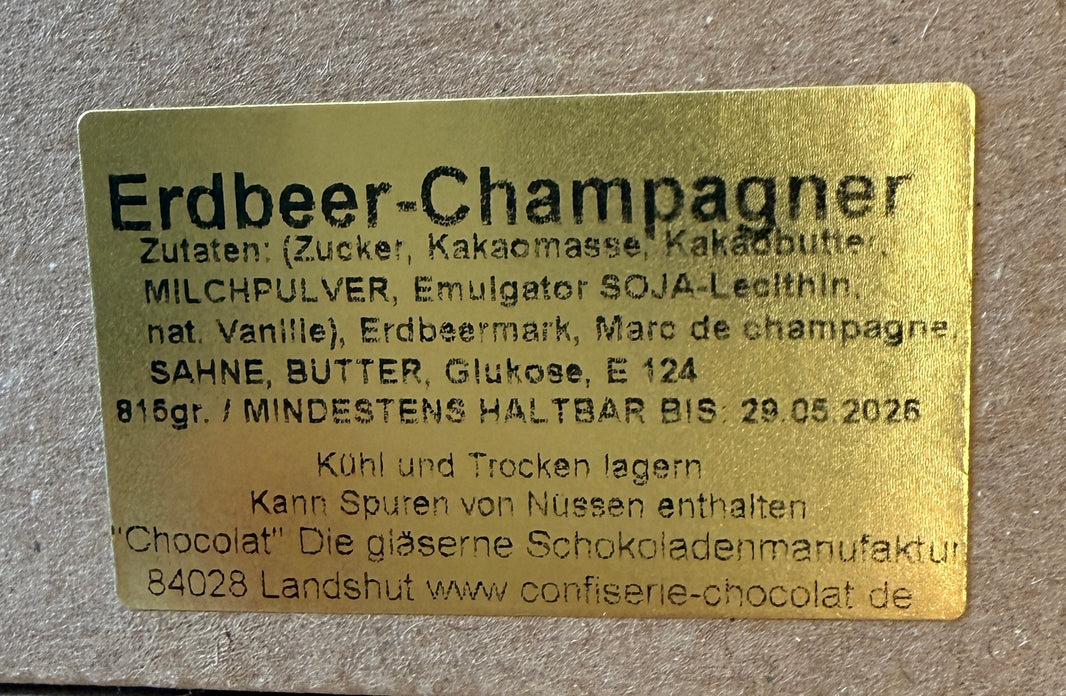 Erdbeer-Champagner
Zutaten: (Zucker, Kakaomasse, Kakaobutter,
MILCHPULVER, Emulgator SOJA-Lecithin,
nat. Vanille), Erdbeermark, Marc de champagne,
SAHNE, BUTTER, Glukose, E 124
815gr. / MINDESTENS HALTBAR BIS: 29.05.2026
Kühl und Trocken lagern
Kann Spuren von Nüssen enthalten
"Chocolat" Die gläserne Schokoladenmanufaktur
84028 Landshut www.confiserie-chocolat.de